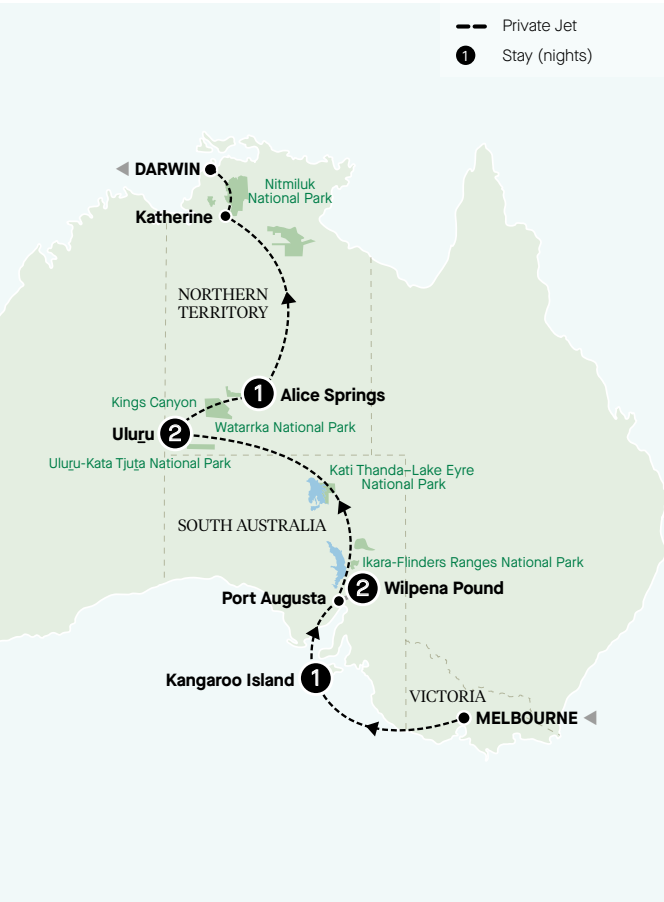 Private Jet
1 Stay (nights)
DARWIN
Nitmiluk
National Park
Katherine
NORTHERN
TERRITORY
1 Alice Springs
Kings Canyon
Watarrka National Park
Uluṟu 2
Uluṟu-Kata Tjuṯa National Park
Kati Thanda–Lake Eyre
National Park
SOUTH AUSTRALIA
Ikara-Flinders Ranges National Park
2 Wilpena Pound
Port Augusta
Kangaroo Island 1
VICTORIA
MELBOURNE